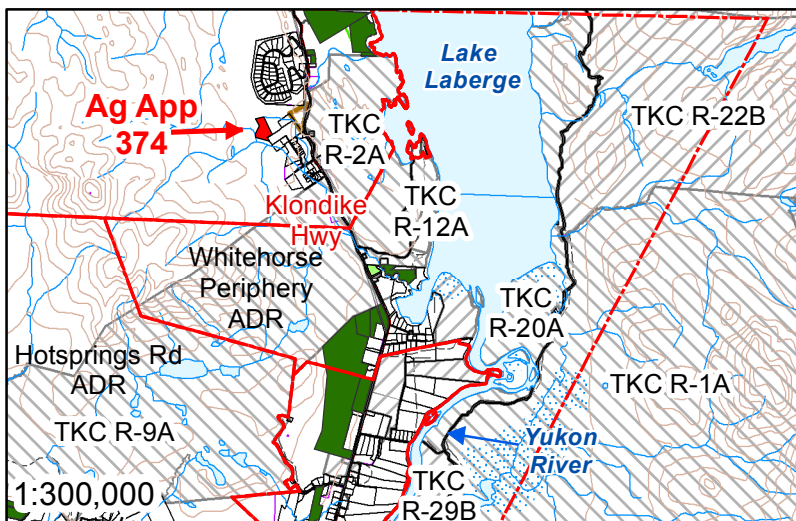 Lake
Laberge
Ag App
374
TKC
R-2A
TKC R-22B
Klondike
Hwy
TKC
R-12A
Whitehorse
Periphery
ADR
TKC
R-20A
Hotsprings Rd
ADR
TKC R-1A
TKC R-9A
Yukon
River
1:300,000
TKC
R-29B